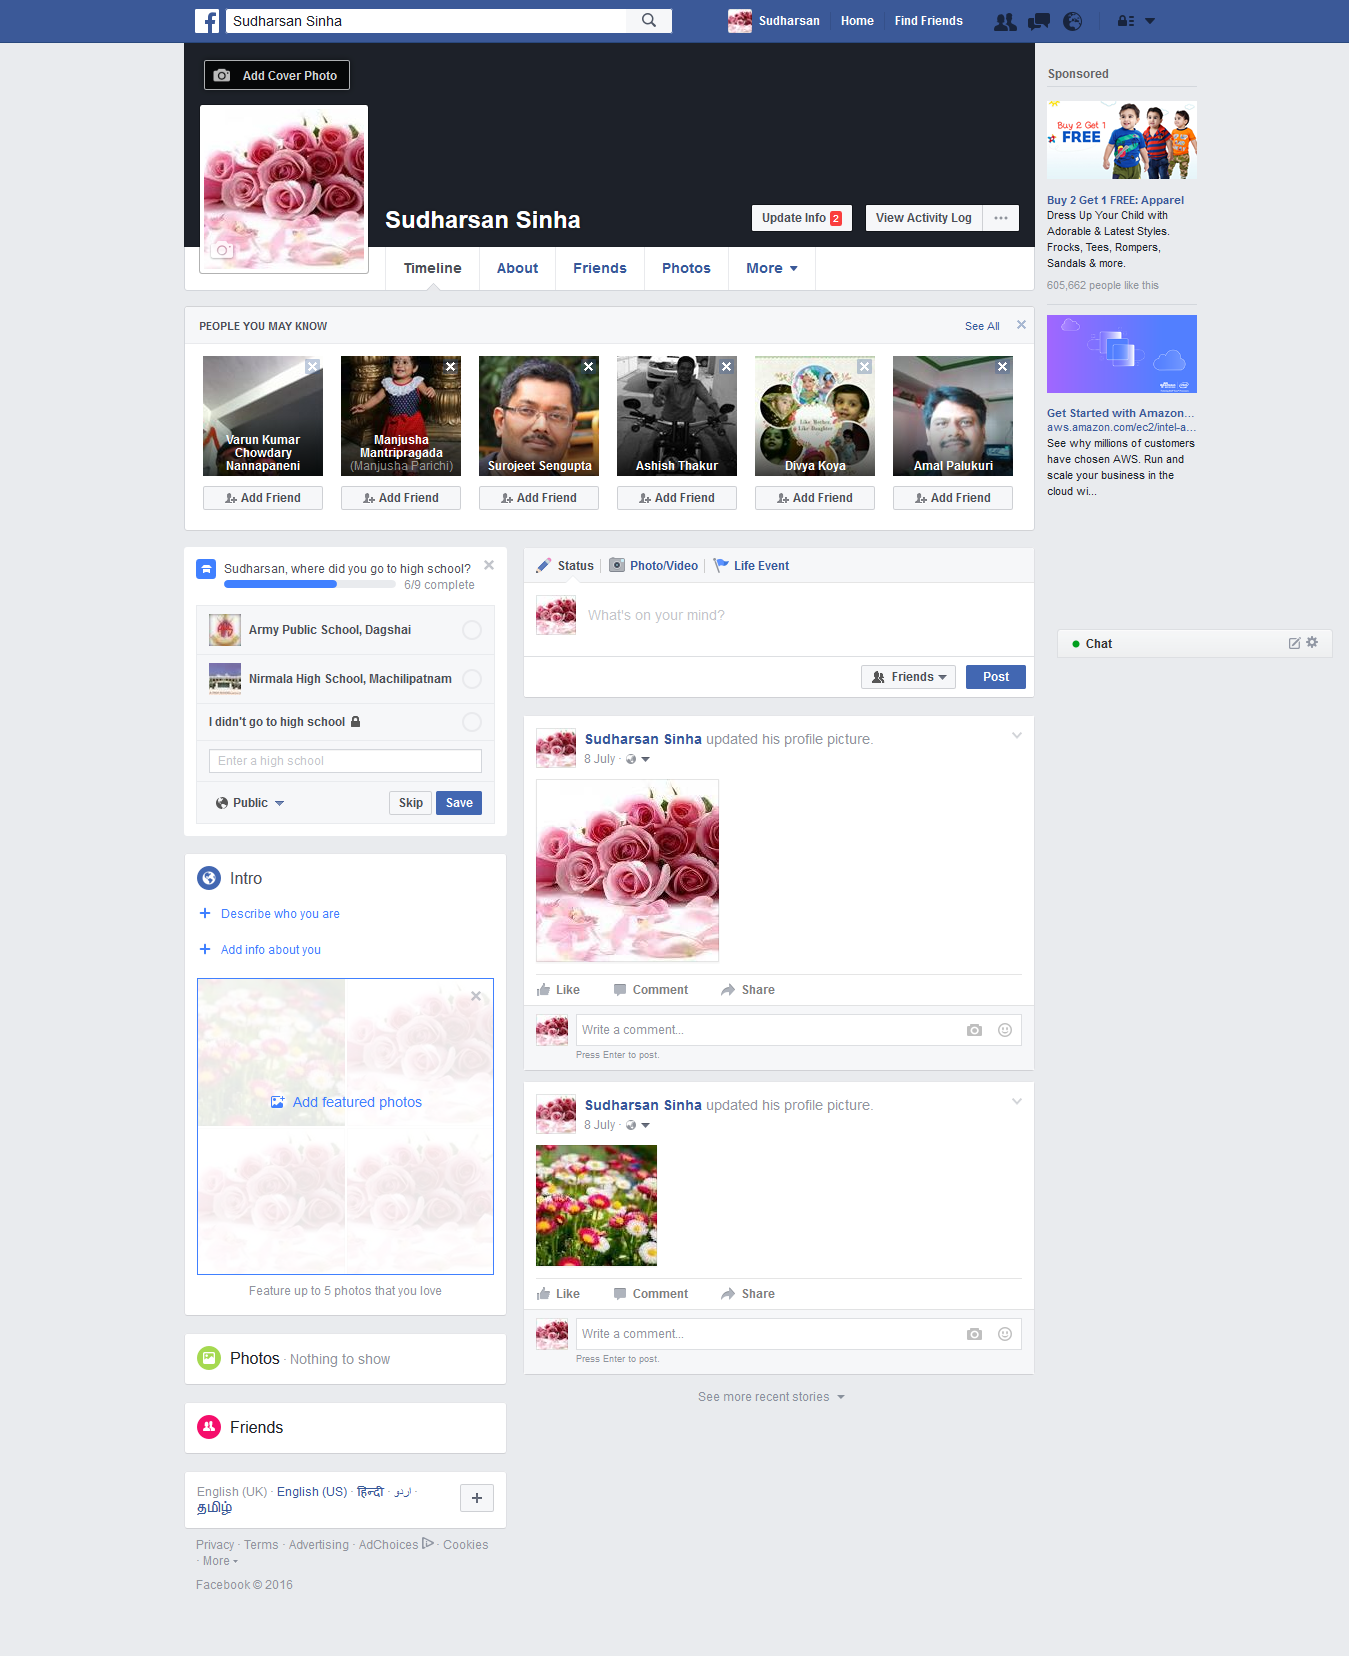 Sudharsan Sinha
Sudharsan
Home
Find Friends
Add Cover Photo
Sudharsan Sinha
Update Info 2
View Activity Log
Timeline
About
Friends
Photos
More
Sponsored
Buy 2 Get 1
FREE
Buy 2 Get 1 FREE: Apparel
Dress Up Your Child with
Adorable & Latest Styles.
Frocks, Tees, Rompers,
Sandals & more.
605,662 people like this
Get Started with Amazon...
aws.amazon.com/ec2/intel-a...
See why millions of customers
have chosen AWS. Run and
scale your business in the
cloud wi...
PEOPLE YOU MAY KNOW
See All
Varun Kumar
Chowdary
Nannapaneni
Manjusha
Mantripragada
(Manjusha Parichi)
Surojeet Sengupta
Ashish Thakur
Like Mother,
Like Daughter
Divya Koya
Amal Palukuri
Add Friend
Add Friend
Add Friend
Add Friend
Add Friend
Add Friend
Sudharsan, where did you go to high school?
6/9 complete
Army Public School, Dagshai
Nirmala High School, Machilipatnam
I didn't go to high school
Enter a high school
Public
Skip
Save
Intro
Describe who you are
Add info about you
Add featured photos
Feature up to 5 photos that you love
Photos · Nothing to show
Friends
English (UK) · English (US) · हिन्दी · اردو ·
தமிழ்
Privacy · Terms · Advertising · AdChoices · Cookies
· More
Facebook © 2016
Status
Photo/Video
Life Event
What's on your mind?
Friends
Post
Sudharsan Sinha updated his profile picture.
8 July ·
Like
Comment
Share
Write a comment...
Press Enter to post.
Sudharsan Sinha updated his profile picture.
8 July ·
Like
Comment
Share
Write a comment...
Press Enter to post.
See more recent stories
Chat